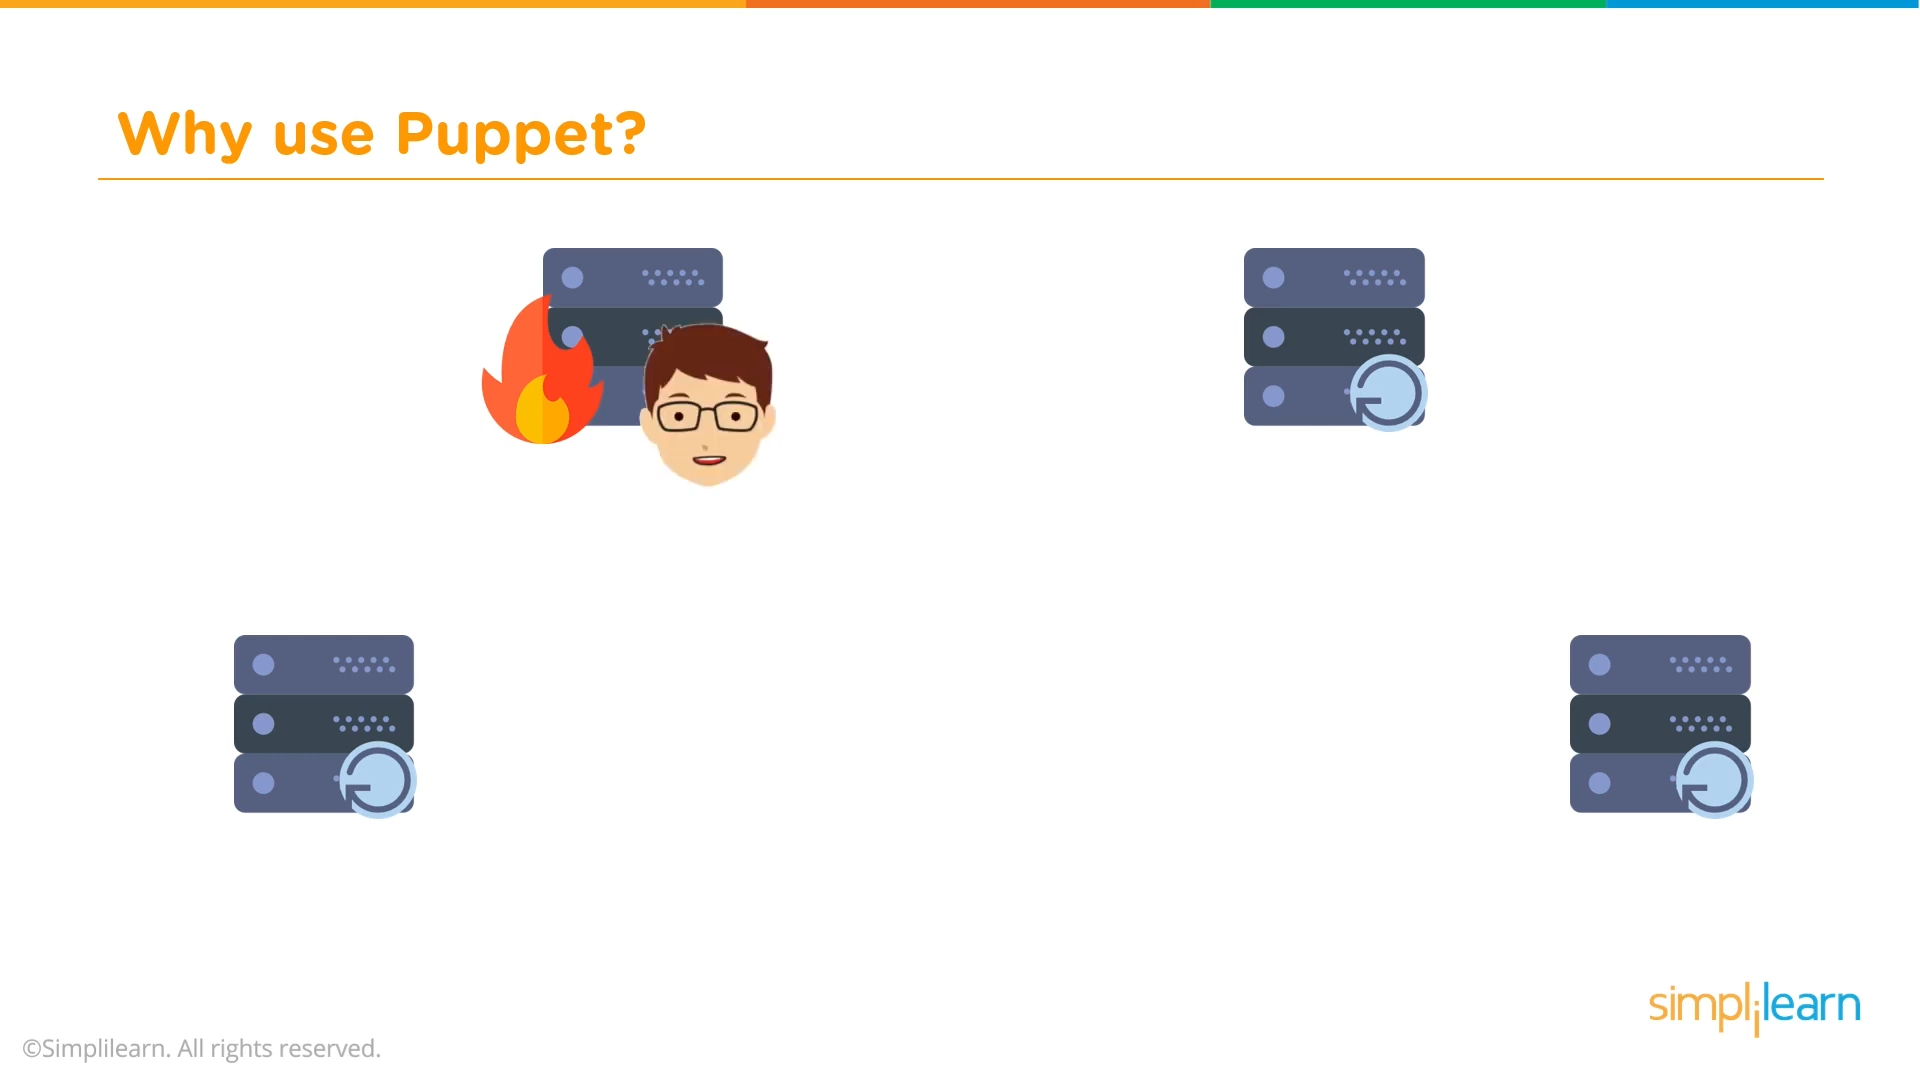 Why use Puppet?
simplilearn
©Simplilearn. All rights reserved.